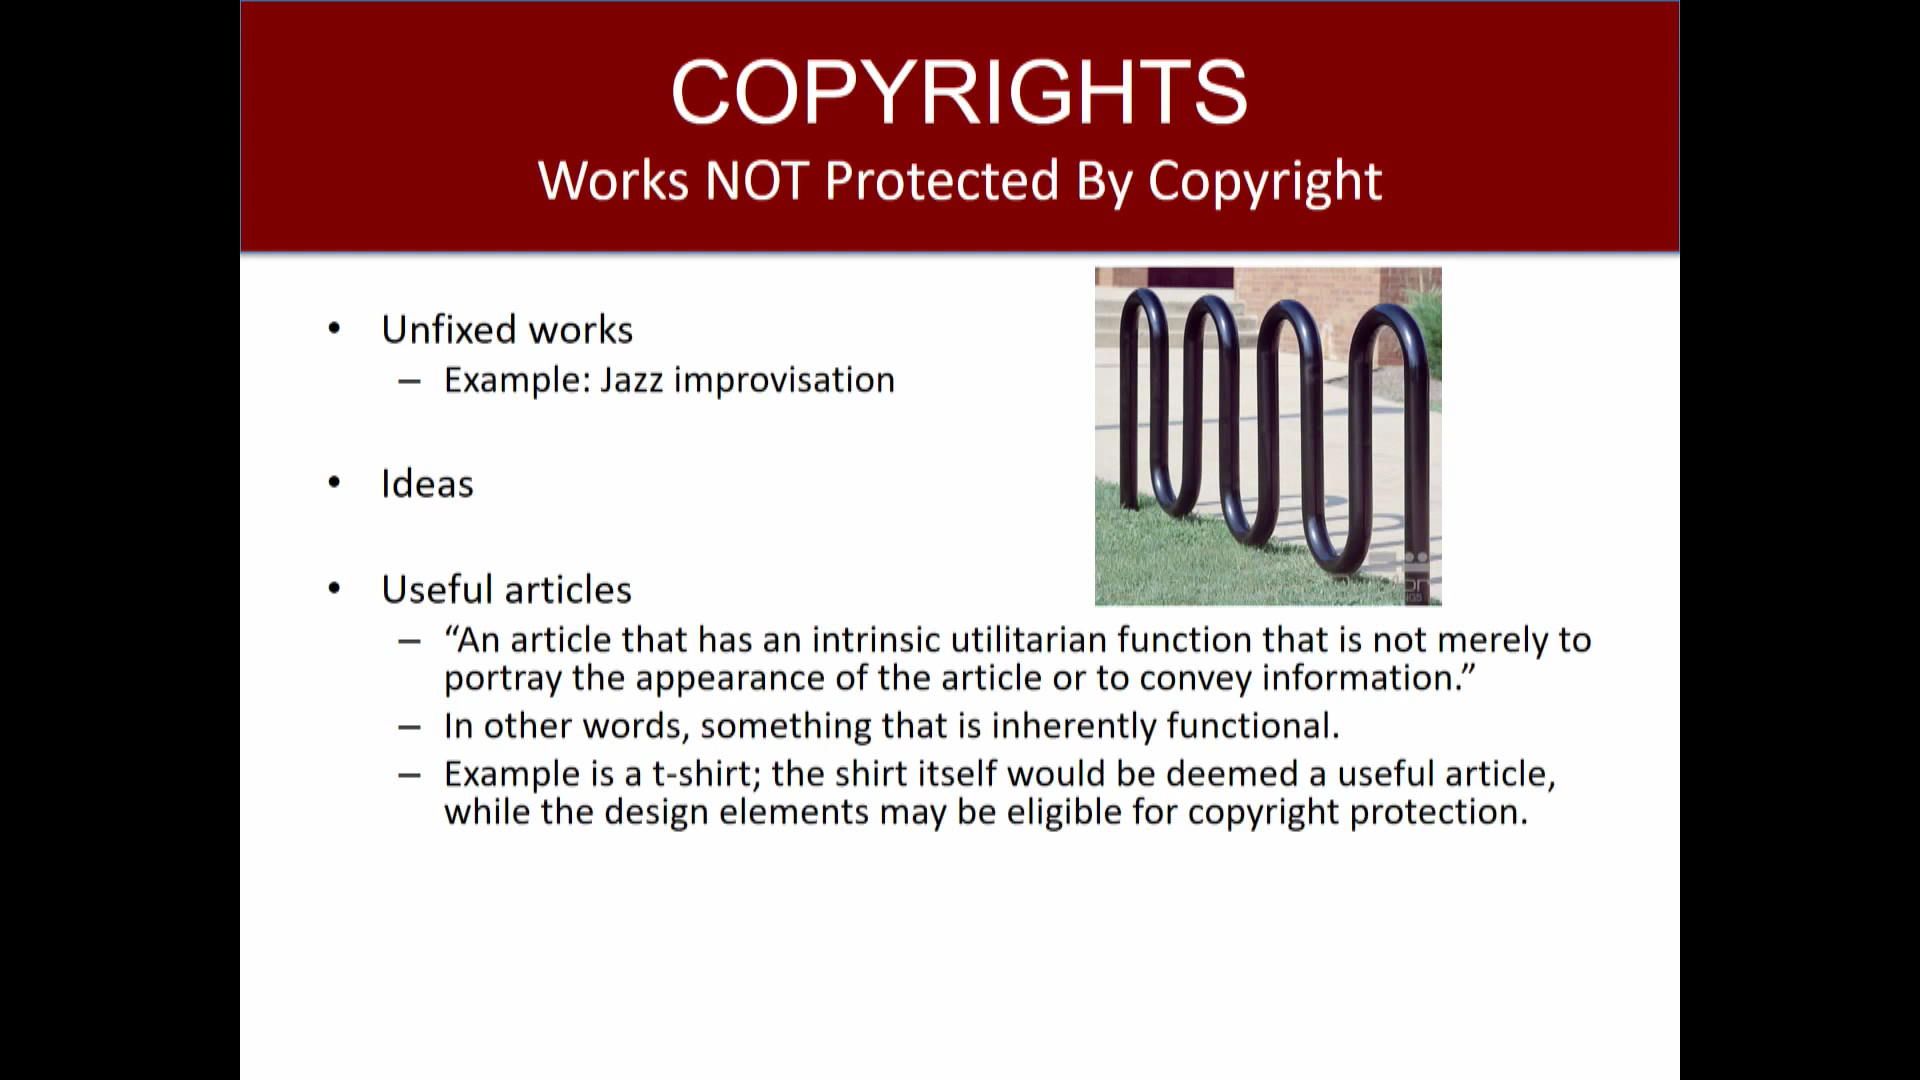 COPYRIGHTS
Works NOT Protected By Copyright
• Unfixed works
– Example: Jazz improvisation
• Ideas
• Useful articles
– “An article that has an intrinsic utilitarian function that is not merely to
portray the appearance of the article or to convey information.”
– In other words, something that is inherently functional.
– Example is a t-shirt; the shirt itself would be deemed a useful article,
while the design elements may be eligible for copyright protection.